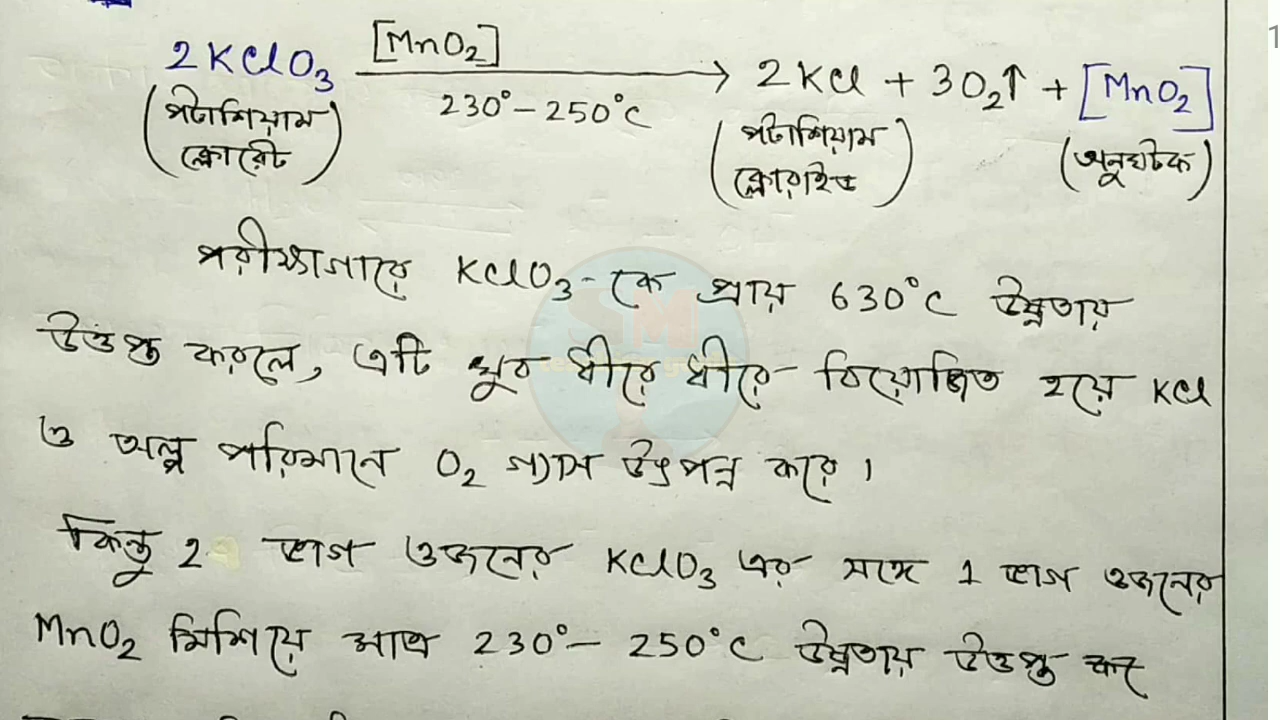 [MnO₂]
2KClO₃ → 2KCl + 3O₂↑ + [MnO₂]
230°-250°C
(পটাশিয়াম ক্লোরেট) (পটাশিয়াম ক্লোরাইড) (অনুঘটক)
পরীক্ষাগারে KClO₃-কে প্রায় 630°C উষ্ণতায়
উত্তপ্ত করলে, এটি খুব ধীরে ধীরে বিয়োজিত হয়ে KCl
ও অল্প পরিমানে O₂ গ্যাস উৎপন্ন করে।
কিন্তু 2 ভাগ ওজনের KClO₃ এর সঙ্গে 1 ভাগ ওজনের
MnO₂ মিশিয়ে মাত্র 230°- 250°C উষ্ণতায় উত্তপ্ত
SM
1